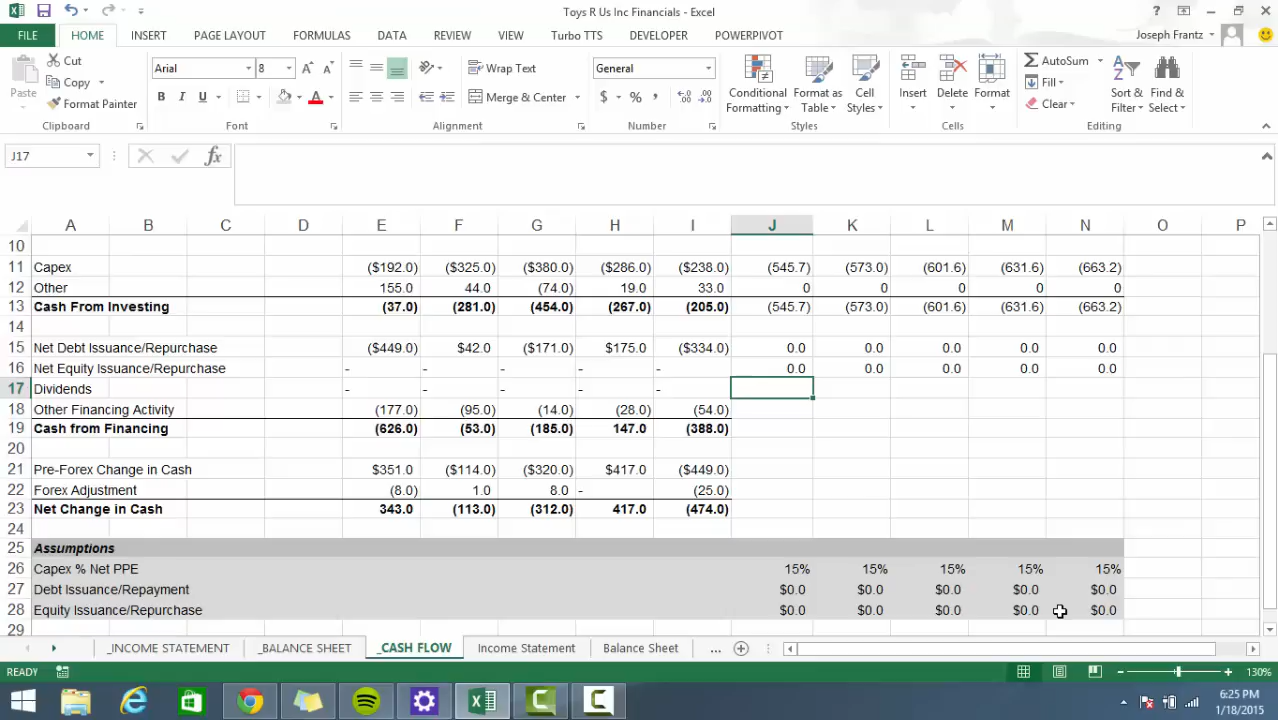 Toys R Us Inc Financials - Excel
FILE HOME INSERT PAGE LAYOUT FORMULAS DATA REVIEW VIEW Turbo TTS DEVELOPER POWERPIVOT Joseph Frantz
Paste Cut Copy Format Painter Clipboard
Arial 8 B I U A Font
Wrap Text Merge & Center Alignment
General $ % , Number
Conditional Formatting Format as Table Cell Styles Styles
Insert Delete Format Cells
AutoSum Fill Clear Sort & Filter Find & Select Editing
J17 fx
A B C D E F G H I J K L M N O P
10
11 Capex ($192.0) ($325.0) ($380.0) ($286.0) ($238.0) (545.7) (573.0) (601.6) (631.6) (663.2)
12 Other 155.0 44.0 (74.0) 19.0 33.0 0 0 0 0 0
13 Cash From Investing (37.0) (281.0) (454.0) (267.0) (205.0) (545.7) (573.0) (601.6) (631.6) (663.2)
14
15 Net Debt Issuance/Repurchase ($449.0) $42.0 ($171.0) $175.0 ($334.0) 0.0 0.0 0.0 0.0 0.0
16 Net Equity Issuance/Repurchase - - - - - 0.0 0.0 0.0 0.0 0.0
17 Dividends - - - - -
18 Other Financing Activity (177.0) (95.0) (14.0) (28.0) (54.0)
19 Cash from Financing (626.0) (53.0) (185.0) 147.0 (388.0)
20
21 Pre-Forex Change in Cash $351.0 ($114.0) ($320.0) $417.0 ($449.0)
22 Forex Adjustment (8.0) 1.0 8.0 - (25.0)
23 Net Change in Cash 343.0 (113.0) (312.0) 417.0 (474.0)
24
25 Assumptions
26 Capex % Net PPE 15% 15% 15% 15% 15%
27 Debt Issuance/Repayment $0.0 $0.0 $0.0 $0.0 $0.0
28 Equity Issuance/Repurchase $0.0 $0.0 $0.0 $0.0 $0.0
29
_INCOME STATEMENT _BALANCE SHEET _CASH FLOW Income Statement Balance Sheet ...
READY 130%
6:25 PM
1/18/2015